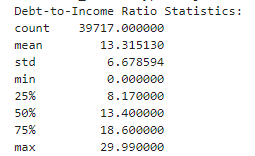 Debt-to-Income Ratio Statistics:
count    39717.000000
mean        13.315130
std          6.678594
min          0.000000
25%          8.170000
50%         13.400000
75%         18.600000
max         29.990000